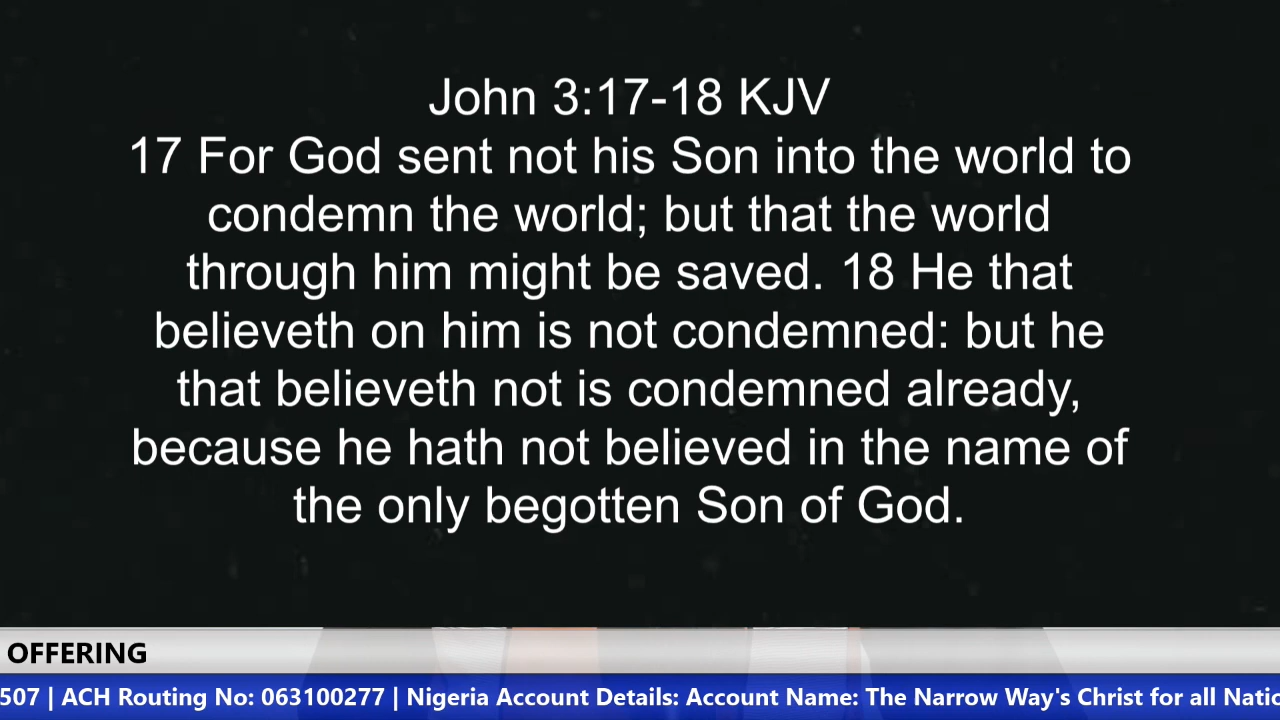 John 3:17-18 KJV
17 For God sent not his Son into the world to
condemn the world; but that the world
through him might be saved. 18 He that
believeth on him is not condemned: but he
that believeth not is condemned already,
because he hath not believed in the name of
the only begotten Son of God.
OFFERING
507 | ACH Routing No: 063100277 | Nigeria Account Details: Account Name: The Narrow Way's Christ for all Natio